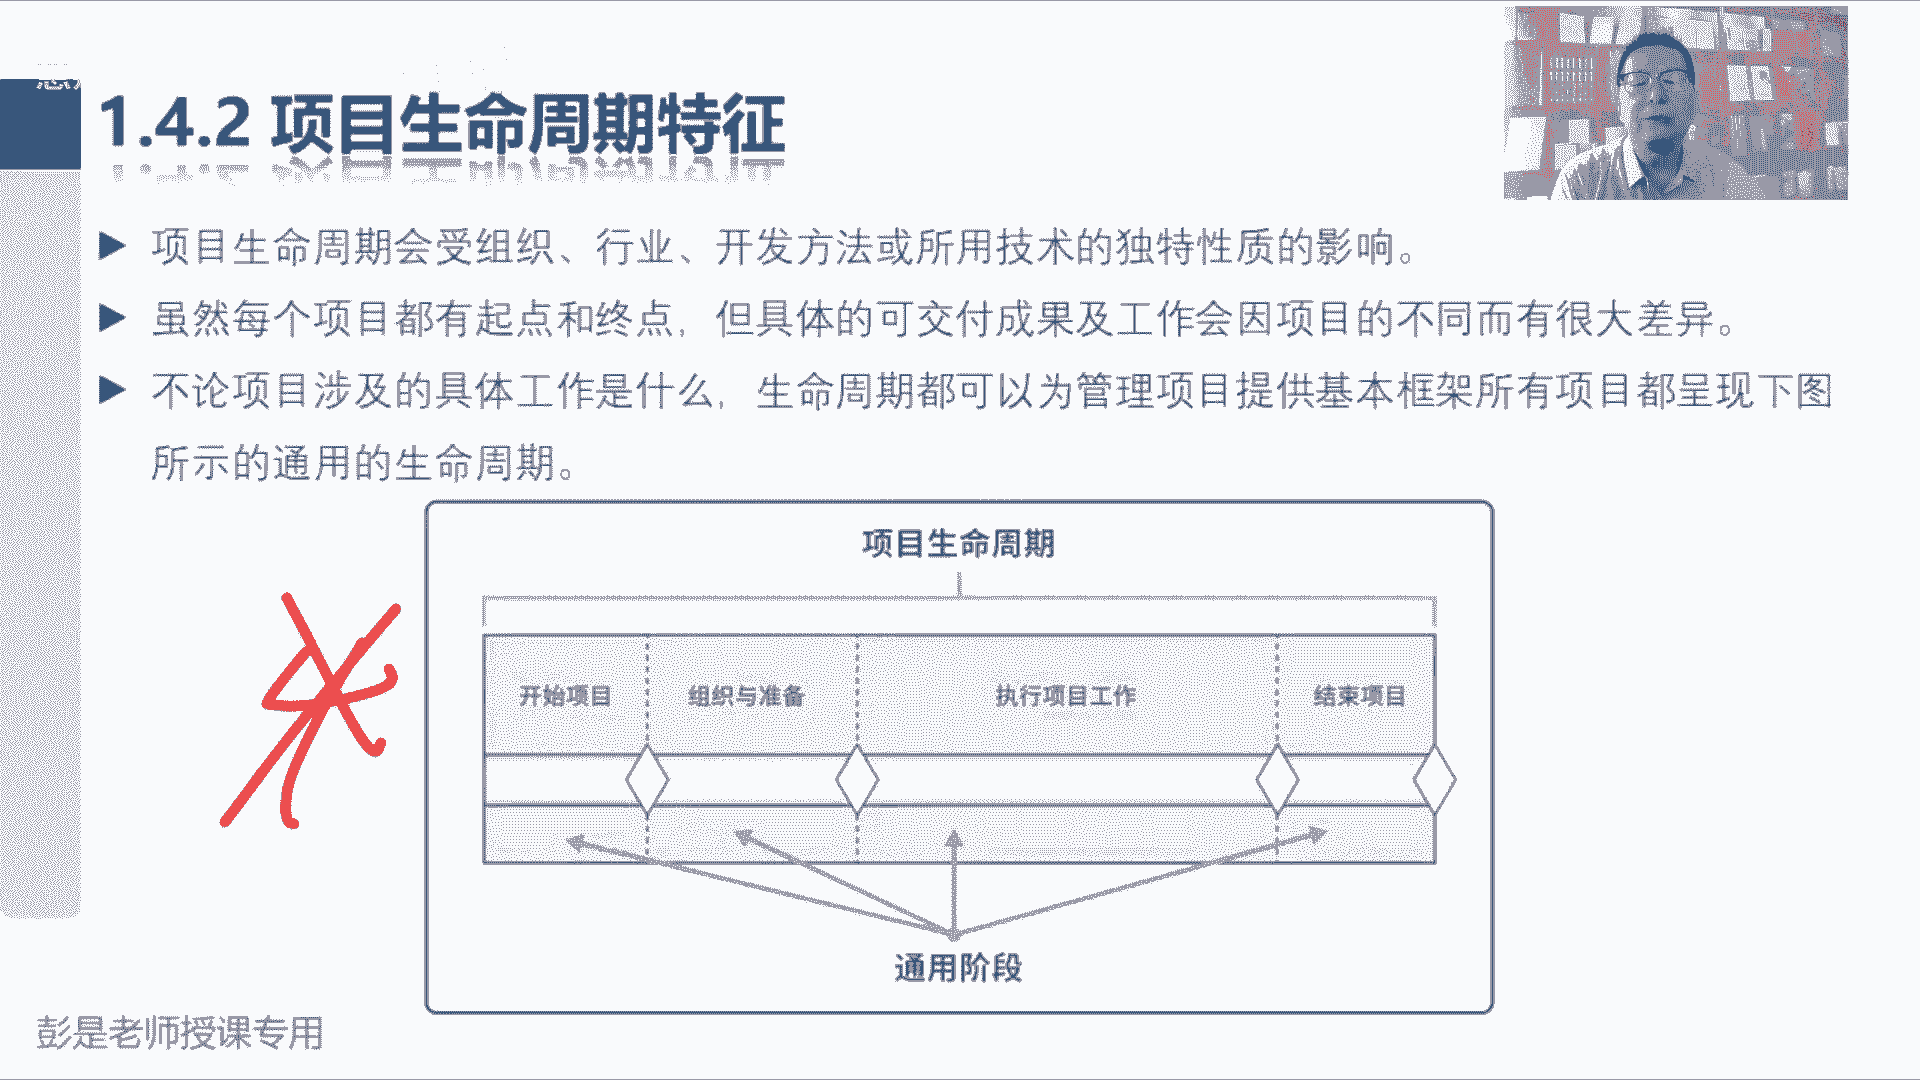 1.4.2 项目生命周期特征
项目生命周期会受组织、行业、开发方法或所用技术的独特性质的影响。
虽然每个项目都有起点和终点，但具体的可交付成果及工作会因项目的不同而有很大差异。
不论项目涉及的具体工作是什么，生命周期都可以为管理项目提供基本框架所有项目都呈现下图
所示的通用的生命周期。
项目生命周期
开始项目
组织与准备
执行项目工作
结束项目
通用阶段
彭是老师授课专用